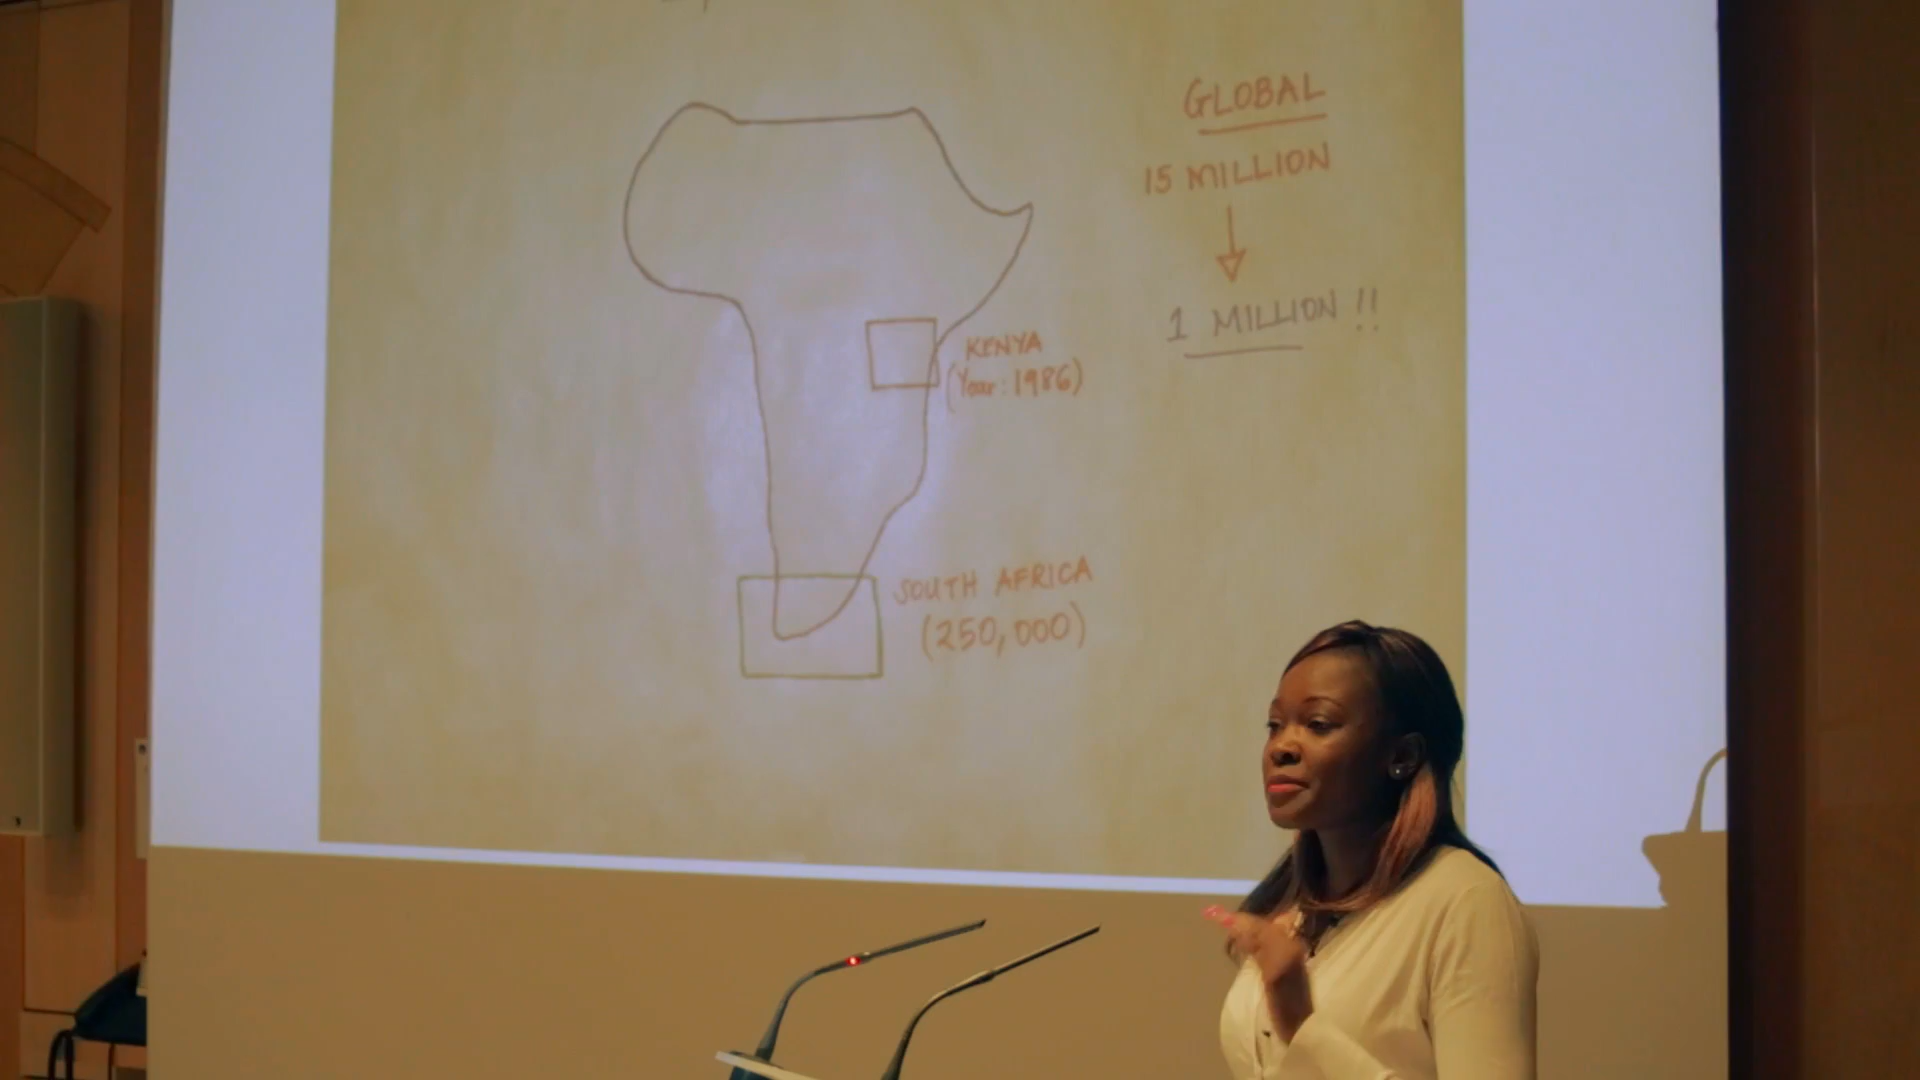 GLOBAL
15 MILLION
1 MILLION !!
KENYA
(Year: 1986)
SOUTH AFRICA
(250,000)